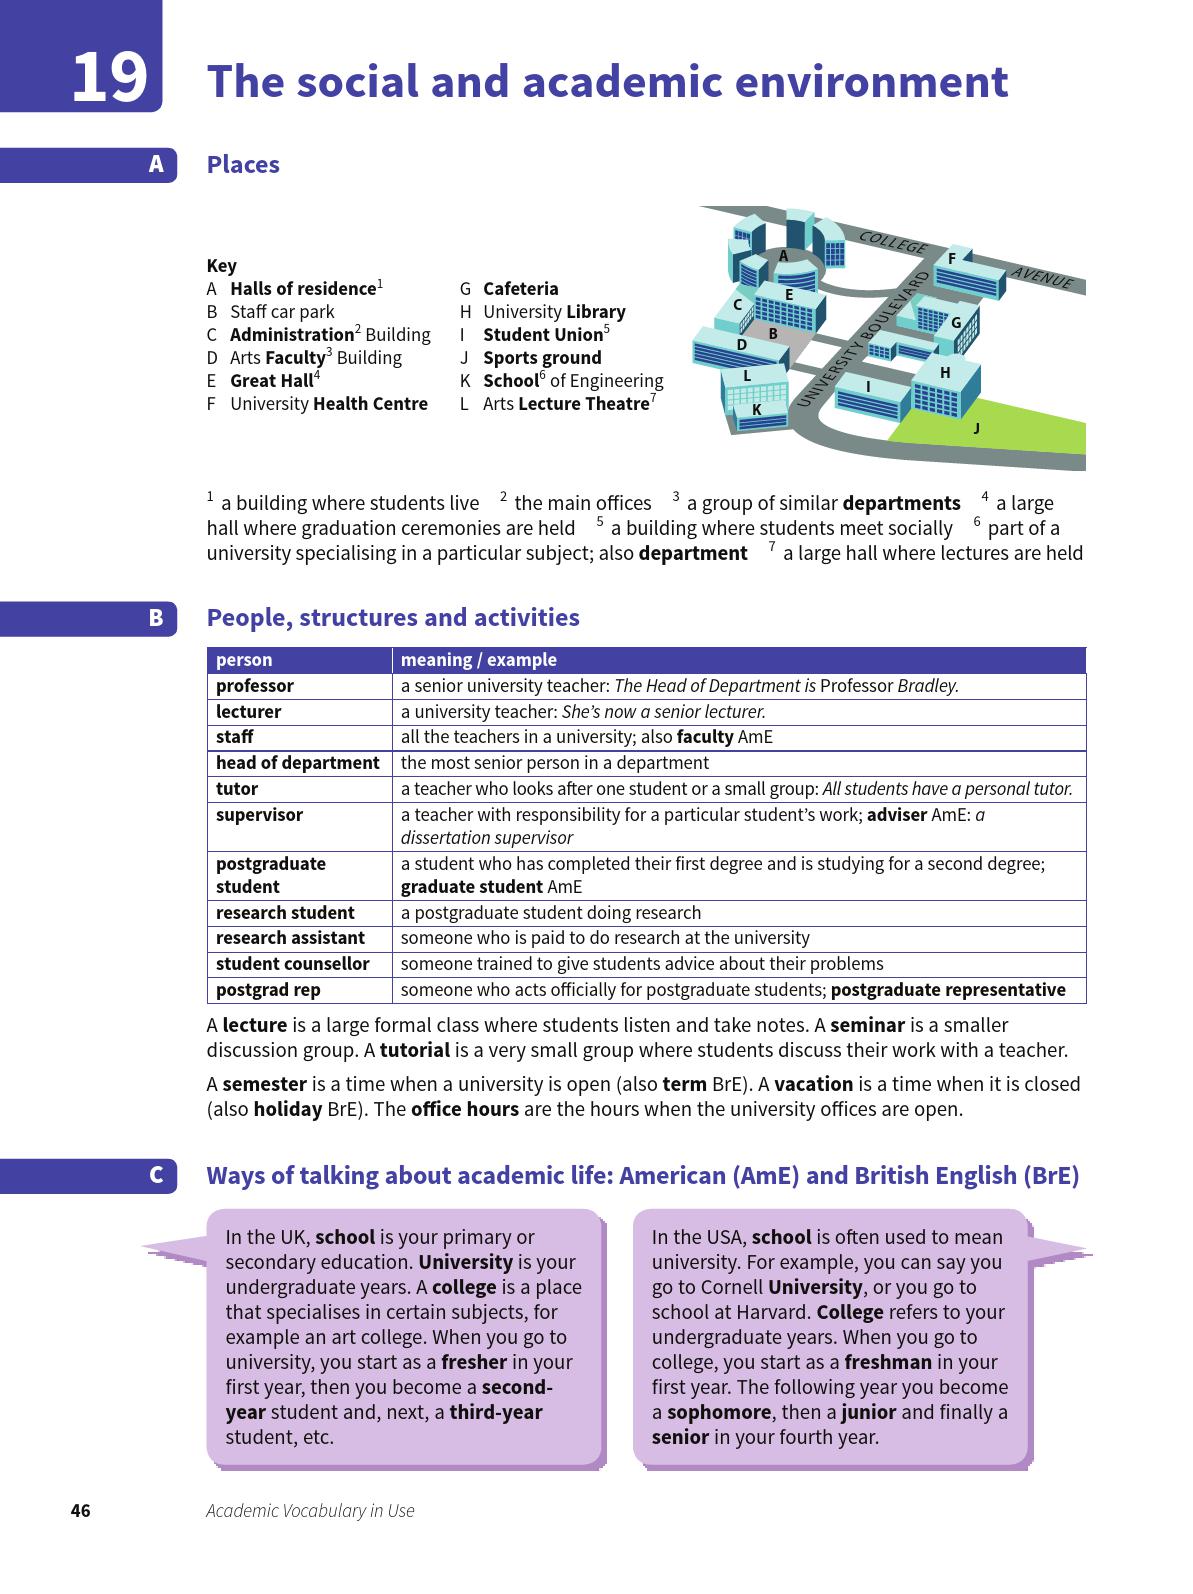 19
The social and academic environment
A
Places
Key
A Halls of residence1
B Staff car park
C Administration2 Building
D Arts Faculty3 Building
E Great Hall4
F University Health Centre
G Cafeteria
H University Library
I Student Union5
J Sports ground
K School6 of Engineering
L Arts Lecture Theatre7
COLLEGE AVENUE
UNIVERSITY BOULEVARD
A
F
E
C
B
G
D
L
H
I
K
J
1 a building where students live 2 the main offices 3 a group of similar departments 4 a large
hall where graduation ceremonies are held 5 a building where students meet socially 6 part of a
university specialising in a particular subject; also department 7 a large hall where lectures are held
B
People, structures and activities
person meaning / example
professor a senior university teacher: The Head of Department is Professor Bradley.
lecturer a university teacher: She's now a senior lecturer.
staff all the teachers in a university; also faculty AmE
head of department the most senior person in a department
tutor a teacher who looks after one student or a small group: All students have a personal tutor.
supervisor a teacher with responsibility for a particular student's work; adviser AmE: a
dissertation supervisor
postgraduate a student who has completed their first degree and is studying for a second degree;
student graduate student AmE
research student a postgraduate student doing research
research assistant someone who is paid to do research at the university
student counsellor someone trained to give students advice about their problems
postgrad rep someone who acts officially for postgraduate students; postgraduate representative
A lecture is a large formal class where students listen and take notes. A seminar is a smaller
discussion group. A tutorial is a very small group where students discuss their work with a teacher.
A semester is a time when a university is open (also term BrE). A vacation is a time when it is closed
(also holiday BrE). The office hours are the hours when the university offices are open.
C
Ways of talking about academic life: American (AmE) and British English (BrE)
In the UK, school is your primary or
secondary education. University is your
undergraduate years. A college is a place
that specialises in certain subjects, for
example an art college. When you go to
university, you start as a fresher in your
first year, then you become a second-
year student and, next, a third-year
student, etc.
In the USA, school is often used to mean
university. For example, you can say you
go to Cornell University, or you go to
school at Harvard. College refers to your
undergraduate years. When you go to
college, you start as a freshman in your
first year. The following year you become
a sophomore, then a junior and finally a
senior in your fourth year.
46
Academic Vocabulary in Use